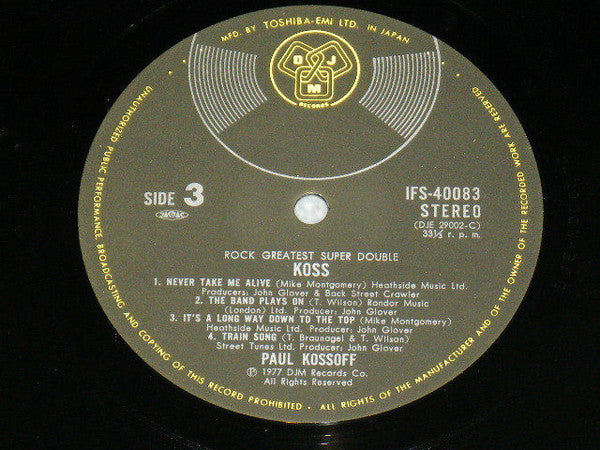 MFD. BY TOSHIBA-EMI LTD. IN JAPAN
DJM
RECORDS
SIDE 3
IFS-40083
STEREO
(DJE 29002-C)
33⅓ r. p. m.
ROCK GREATEST SUPER DOUBLE
KOSS
1. NEVER TAKE ME ALIVE (Mike Montgomery) Heathside Music Ltd.
Producers: John Glover & Back Street Crawler
2. THE BAND PLAYS ON (T. Wilson) Rondor Music
(London) Ltd. Producer: John Glover
3. IT'S A LONG WAY DOWN TO THE TOP (Mike Montgomery)
Heathside Music Ltd. Producer: John Glover
4. TRAIN SONG (T. Braunagel & T. Wilson)
Street Tunes Ltd. Producer: John Glover
PAUL KOSSOFF
Ⓟ 1977 DJM Records Co.
All Rights Reserved
UNAUTHORIZED PUBLIC PERFORMANCE, BROADCASTING AND COPYING OF THIS RECORD PROHIBITED • ALL RIGHTS OF THE MANUFACTURER AND OF THE OWNER OF THE RECORDED WORK ARE RESERVED